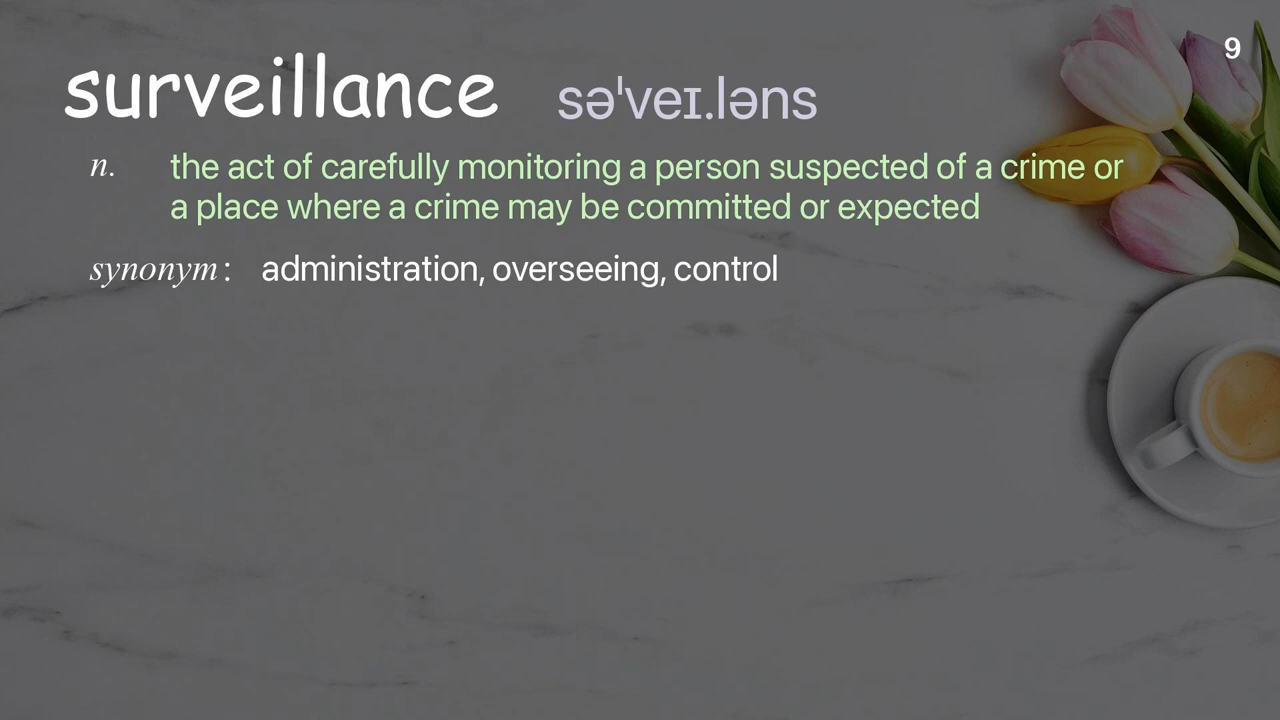 9
surveillance səˈveɪ.ləns
n. the act of carefully monitoring a person suspected of a crime or
a place where a crime may be committed or expected
synonym : administration, overseeing, control